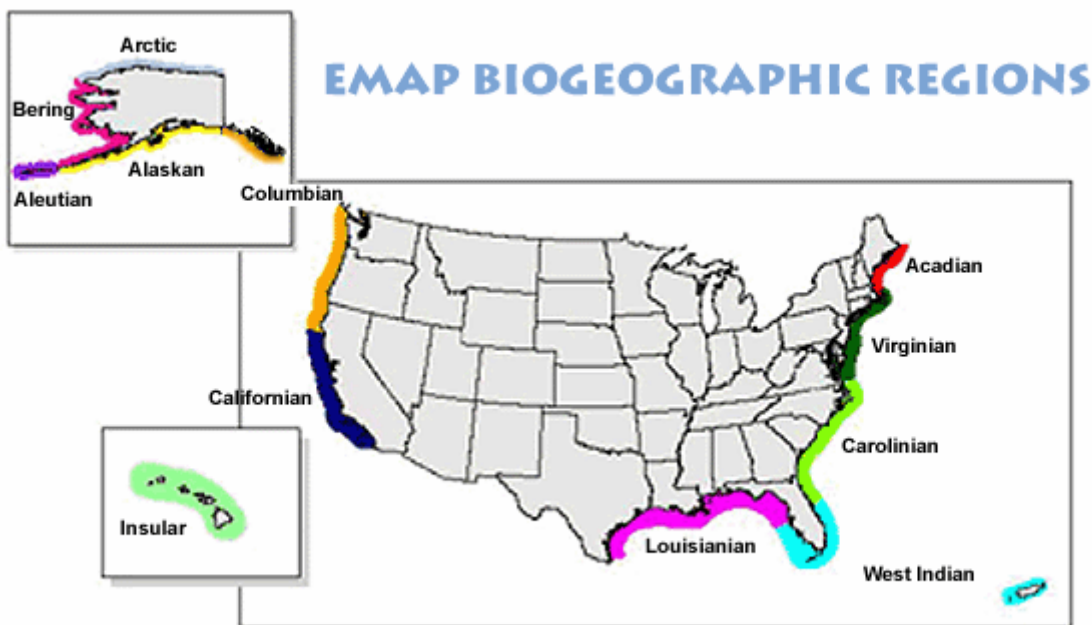 EMAP BIOGEOGRAPHIC REGIONS
Arctic
Bering
Alaskan
Aleutian
Columbian
Acadian
Virginian
Californian
Carolinian
Insular
Louisianian
West Indian